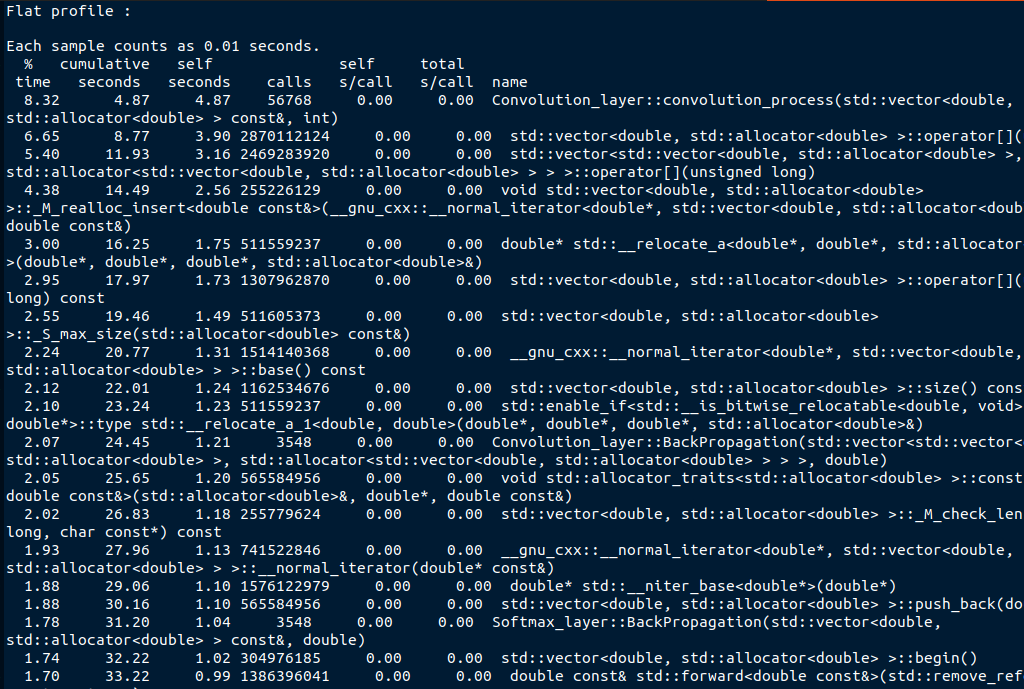 Flat profile :

Each sample counts as 0.01 seconds.
  %   cumulative   self              self     total
 time   seconds   seconds    calls   s/call   s/call  name
  8.32      4.87     4.87    56768     0.00     0.00  Convolution_layer::convolution_process(std::vector<double,
std::allocator<double> > const&, int)
  6.65      8.77     3.90 2870112124     0.00     0.00  std::vector<double, std::allocator<double> >::operator[](
  5.40     11.93     3.16 2469283920     0.00     0.00  std::vector<std::vector<double, std::allocator<double> >,
std::allocator<std::vector<double, std::allocator<double> > > >::operator[](unsigned long)
  4.38     14.49     2.56 255226129     0.00     0.00  void std::vector<double, std::allocator<double>
>::_M_realloc_insert<double const&>(__gnu_cxx::__normal_iterator<double*, std::vector<double, std::allocator<doub
double const&)
  3.00     16.25     1.75 511559237     0.00     0.00  double* std::__relocate_a<double*, double*, std::allocator
>(double*, double*, double*, std::allocator<double>&)
  2.95     17.97     1.73 1307962870     0.00     0.00  std::vector<double, std::allocator<double> >::operator[](
long) const
  2.55     19.46     1.49 511605373     0.00     0.00  std::vector<double, std::allocator<double>
>::_S_max_size(std::allocator<double> const&)
  2.24     20.77     1.31 1514140368     0.00     0.00  __gnu_cxx::__normal_iterator<double*, std::vector<double,
std::allocator<double> > >::base() const
  2.12     22.01     1.24 1162534676     0.00     0.00  std::vector<double, std::allocator<double> >::size() cons
  2.10     23.24     1.23 511559237     0.00     0.00  std::enable_if<std::__is_bitwise_relocatable<double, void>
double*>::type std::__relocate_a_1<double, double>(double*, double*, double*, std::allocator<double>&)
  2.07     24.45     1.21     3548     0.00     0.00  Convolution_layer::BackPropagation(std::vector<std::vector<
std::allocator<double> >, std::allocator<std::vector<double, std::allocator<double> > > >, double)
  2.05     25.65     1.20 565584956     0.00     0.00  void std::allocator_traits<std::allocator<double> >::const
double const&>(std::allocator<double>&, double*, double const&)
  2.02     26.83     1.18 255779624     0.00     0.00  std::vector<double, std::allocator<double> >::_M_check_len
long, char const*) const
  1.93     27.96     1.13 741522846     0.00     0.00  __gnu_cxx::__normal_iterator<double*, std::vector<double,
std::allocator<double> > >::__normal_iterator(double* const&)
  1.88     29.06     1.10 1576122979     0.00     0.00  double* std::__niter_base<double*>(double*)
  1.88     30.16     1.10 565584956     0.00     0.00  std::vector<double, std::allocator<double> >::push_back(do
  1.78     31.20     1.04     3548     0.00     0.00  Softmax_layer::BackPropagation(std::vector<double,
std::allocator<double> > const&, double)
  1.74     32.22     1.02 304976185     0.00     0.00  std::vector<double, std::allocator<double> >::begin()
  1.70     33.22     0.99 1386396041     0.00     0.00  double const& std::forward<double const&>(std::remove_ref